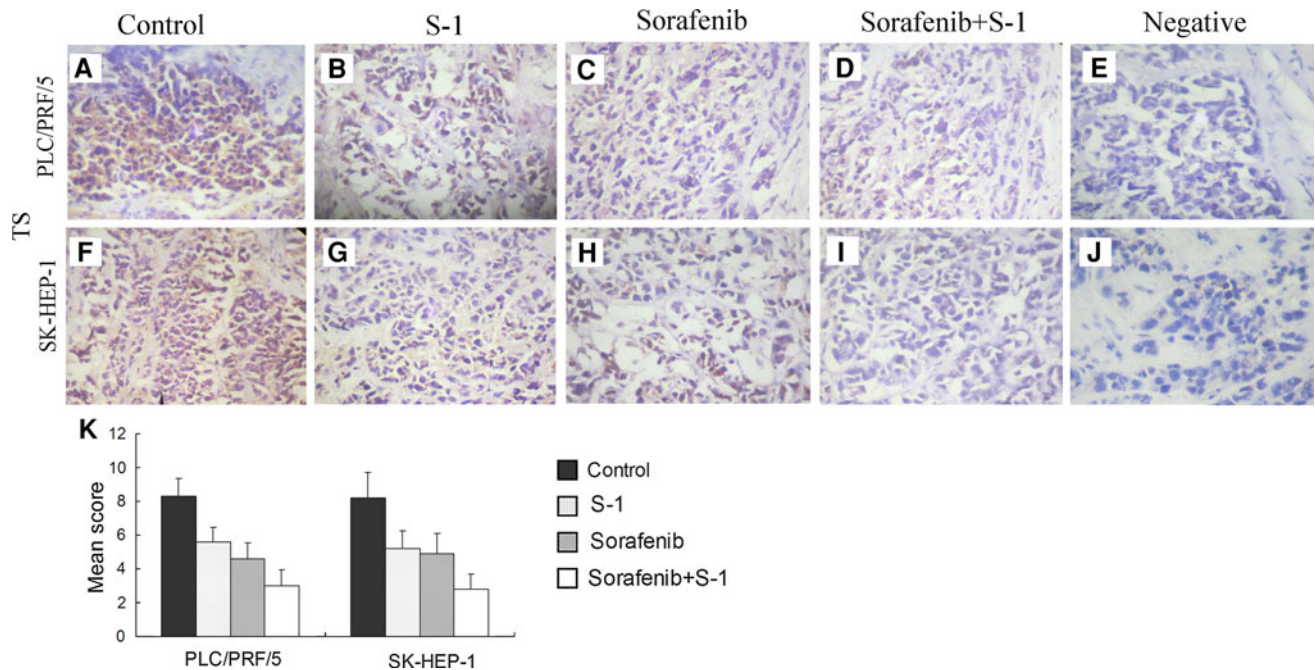 Control S-1 Sorafenib Sorafenib+S-1 Negative
TS
PLC/PRF/5
A B C D E
SK-HEP-1
F G H I J
K
Mean score
12
10
8
6
4
2
0
PLC/PRF/5 SK-HEP-1
Control
S-1
Sorafenib
Sorafenib+S-1